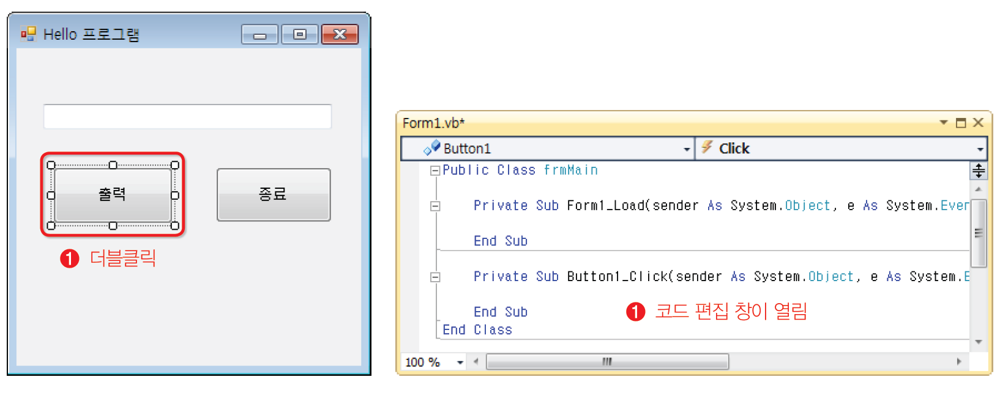 Hello 프로그램
출력
종료
❶ 더블클릭
Form1.vb*
Button1
Click
Public Class frmMain
Private Sub Form1_Load(sender As System.Object, e As System.Ever
End Sub
Private Sub Button1_Click(sender As System.Object, e As System.E
End Sub
❶ 코드 편집 창이 열림
End Class
100 %